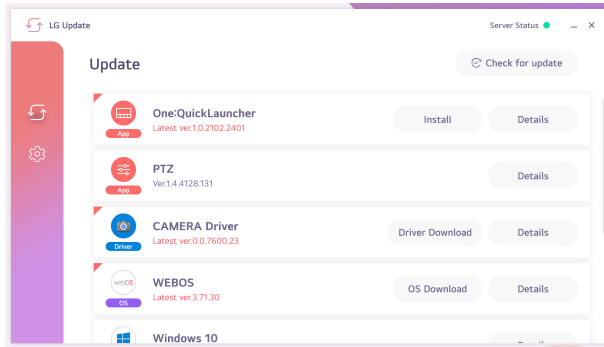 LG Update
Server Status
Update
Check for update
One:QuickLauncher
Latest ver.1.0.2102.2401
App
Install
Details
PTZ
Ver.1.4.4128.131
App
Details
CAMERA Driver
Latest ver.0.0.7600.23
Driver
Driver Download
Details
webOS
WEBOS
Latest ver.3.71.30
OS
OS Download
Details
Windows 10